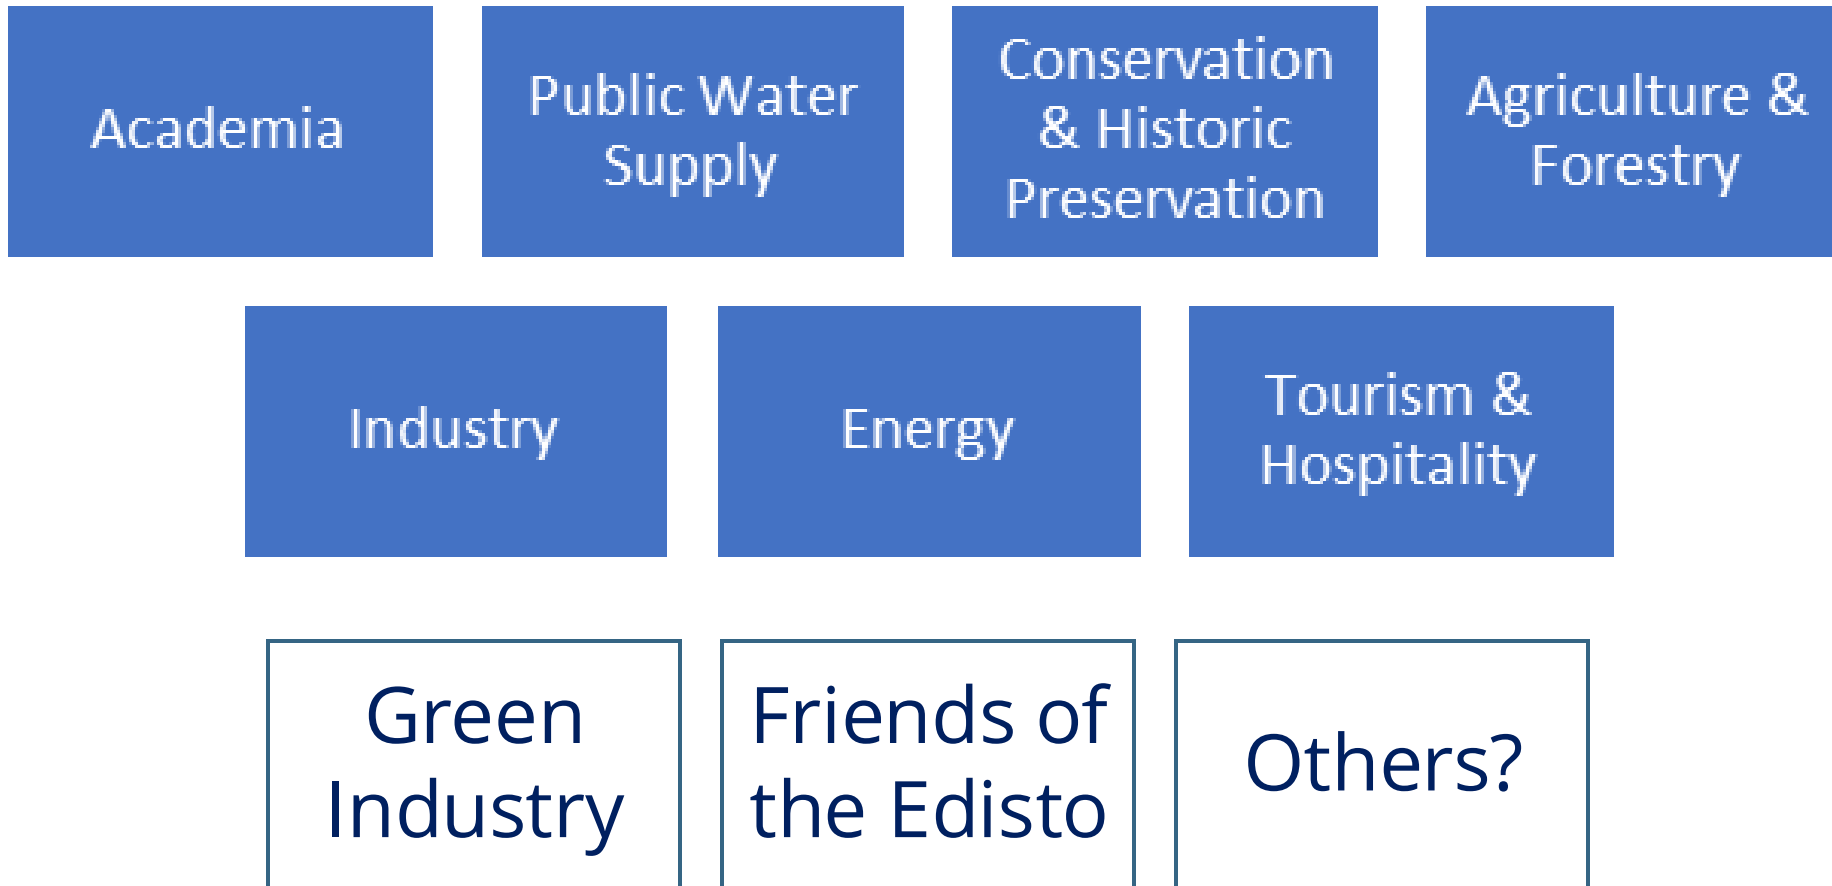 Academia
Public Water
Supply
Conservation
& Historic
Preservation
Agriculture &
Forestry
Industry
Energy
Tourism &
Hospitality
Green
Industry
Friends of
the Edisto
Others?